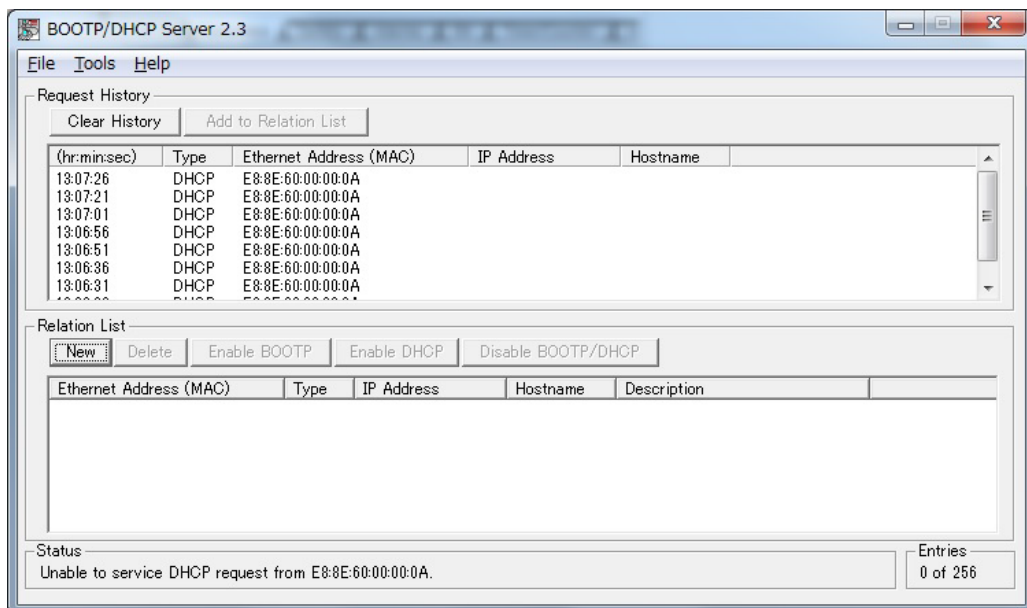 BOOTP/DHCP Server 2.3
File Tools Help
Request History
Clear History Add to Relation List
(hr:min:sec) Type Ethernet Address (MAC) IP Address Hostname
13:07:26 DHCP E8:8E:60:00:00:0A
13:07:21 DHCP E8:8E:60:00:00:0A
13:07:01 DHCP E8:8E:60:00:00:0A
13:06:56 DHCP E8:8E:60:00:00:0A
13:06:51 DHCP E8:8E:60:00:00:0A
13:06:36 DHCP E8:8E:60:00:00:0A
13:06:31 DHCP E8:8E:60:00:00:0A
Relation List
New Delete Enable BOOTP Enable DHCP Disable BOOTP/DHCP
Ethernet Address (MAC) Type IP Address Hostname Description
Status
Unable to service DHCP request from E8:8E:60:00:00:0A.
Entries
0 of 256